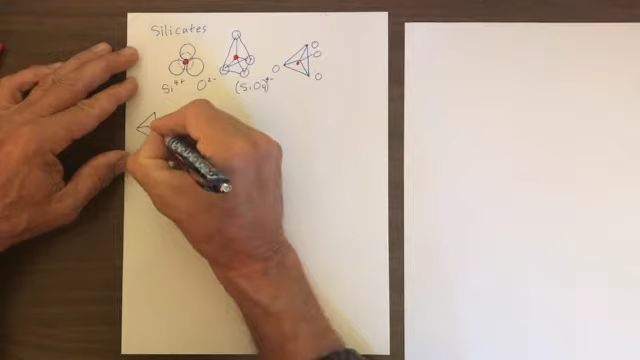 Silicates
O
O
O
O
Si⁴⁺ O²⁻ (SiO₄)⁴⁻